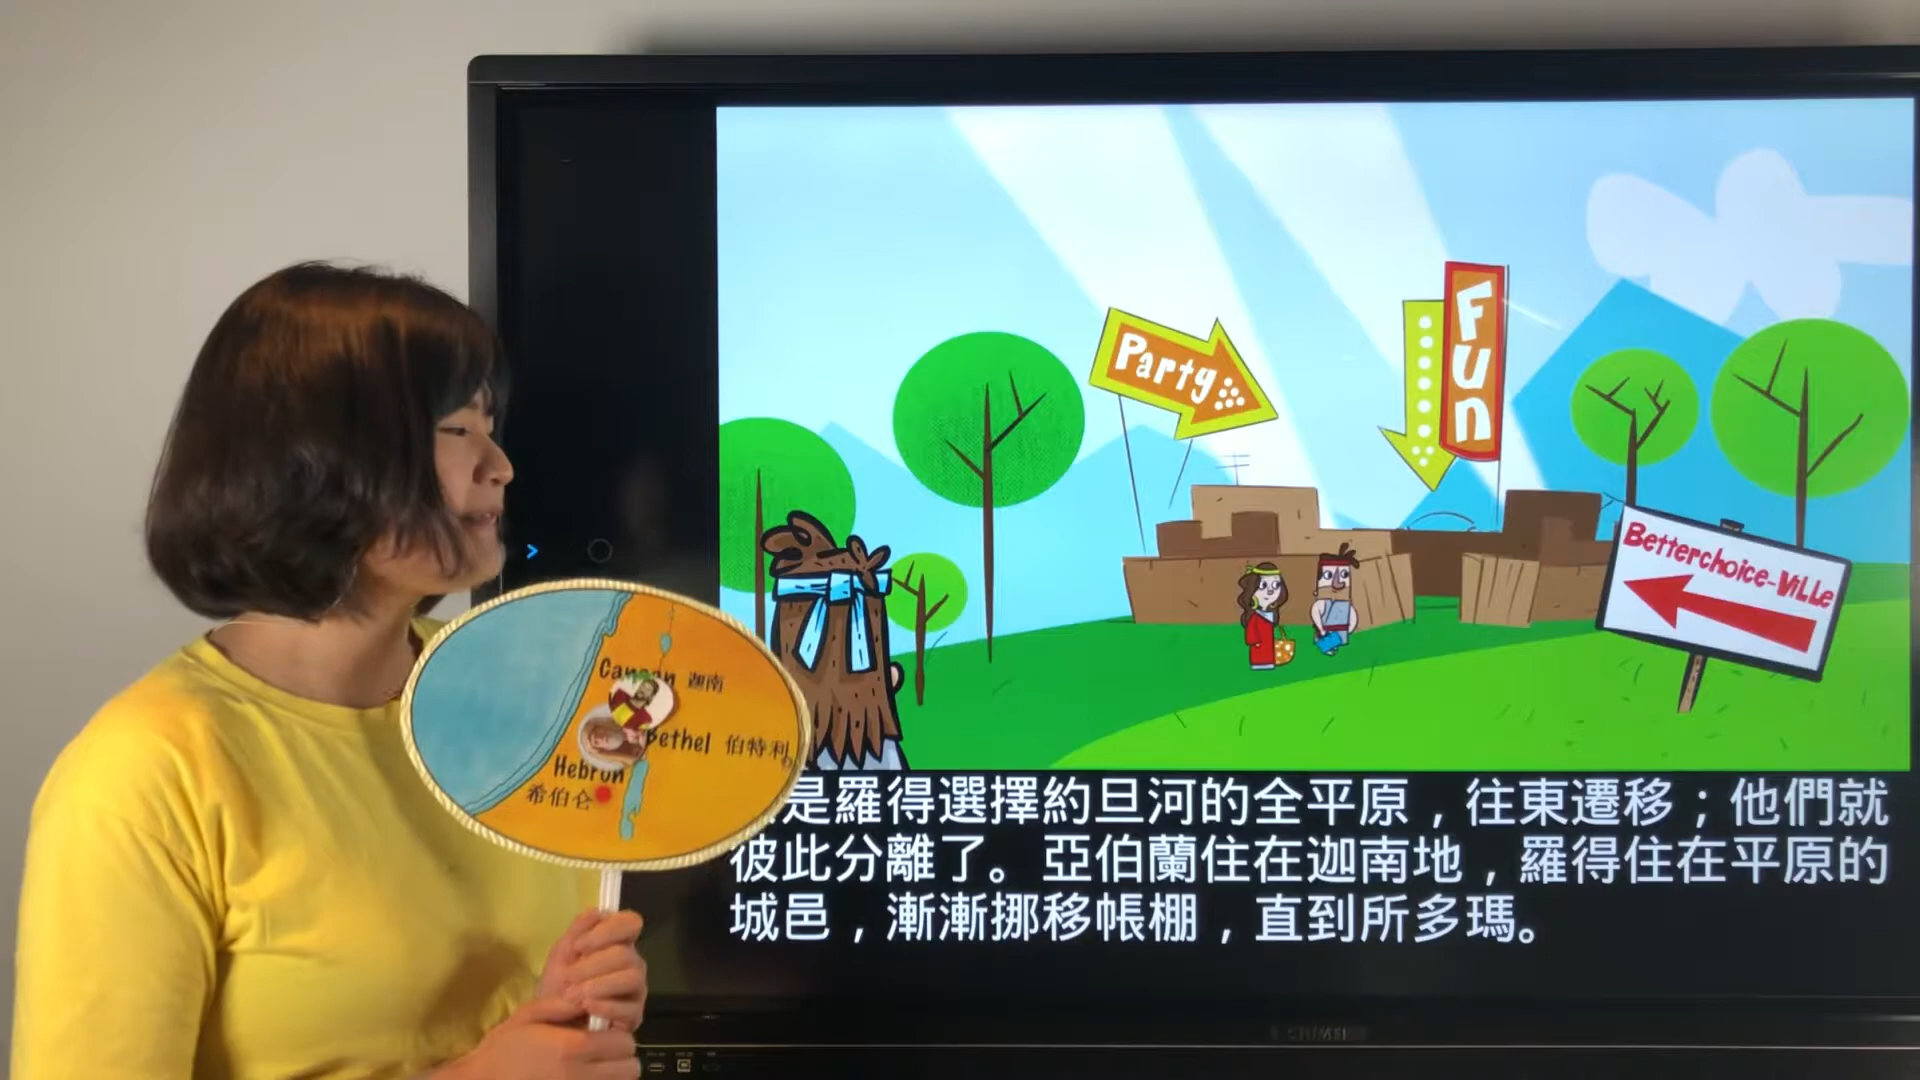 Party
Fun
Betterchoice-Ville
迦南
Bethel 伯特利
Hebron
希伯仑
是羅得選擇約旦河的全平原，往東遷移；他們就
彼此分離了。亞伯蘭住在迦南地，羅得住在平原的
城邑，漸漸挪移帳棚，直到所多瑪。